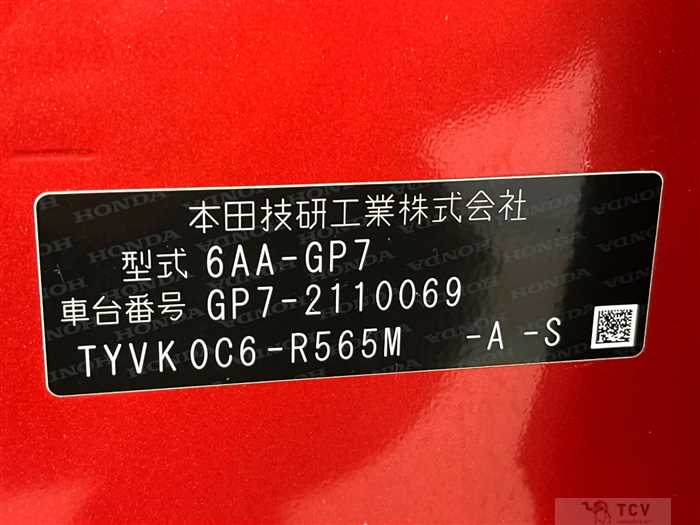 本田技研工業株式会社
型式 6AA-GP7
車台番号 GP7-2110069
TYVK0C6-R565M -A -S
TCV